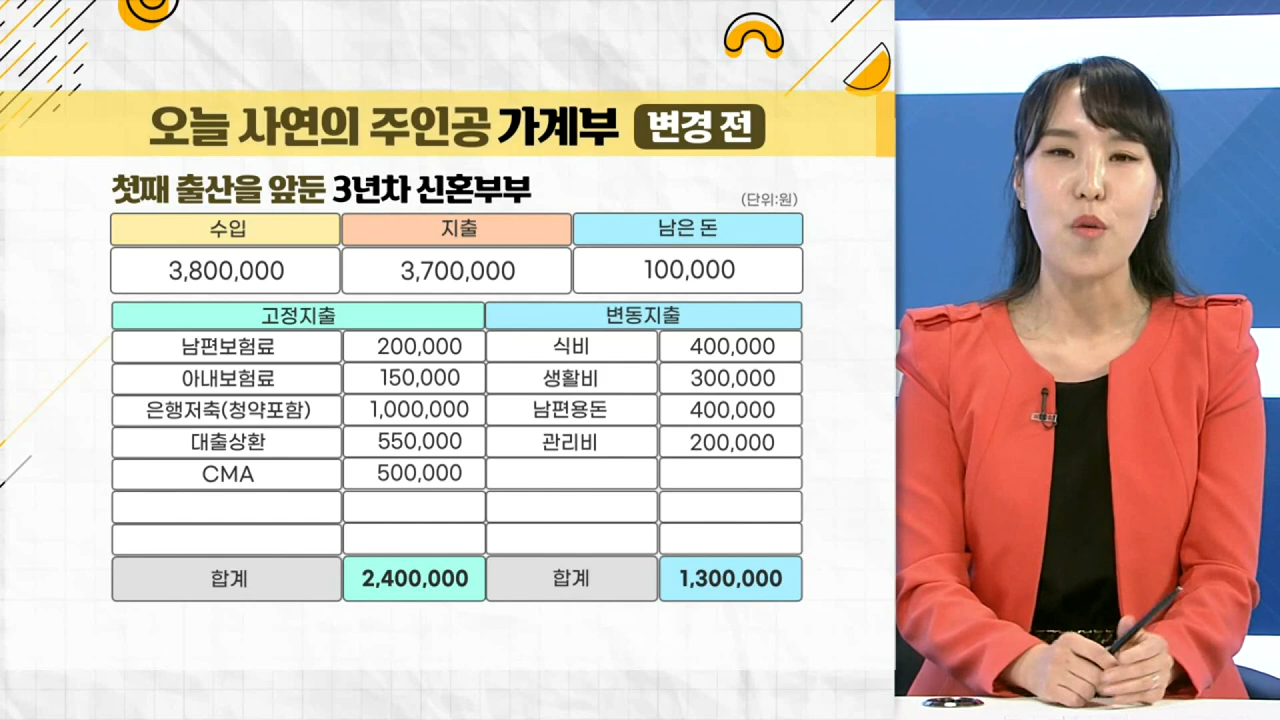 오늘 사연의 주인공 가계부 변경 전
첫째 출산을 앞둔 3년차 신혼부부
(단위:원)
수입 지출 남은 돈
3,800,000 3,700,000 100,000
고정지출 변동지출
남편보험료 200,000 식비 400,000
아내보험료 150,000 생활비 300,000
은행저축(청약포함) 1,000,000 남편용돈 400,000
대출상환 550,000 관리비 200,000
CMA 500,000
합계 2,400,000 합계 1,300,000